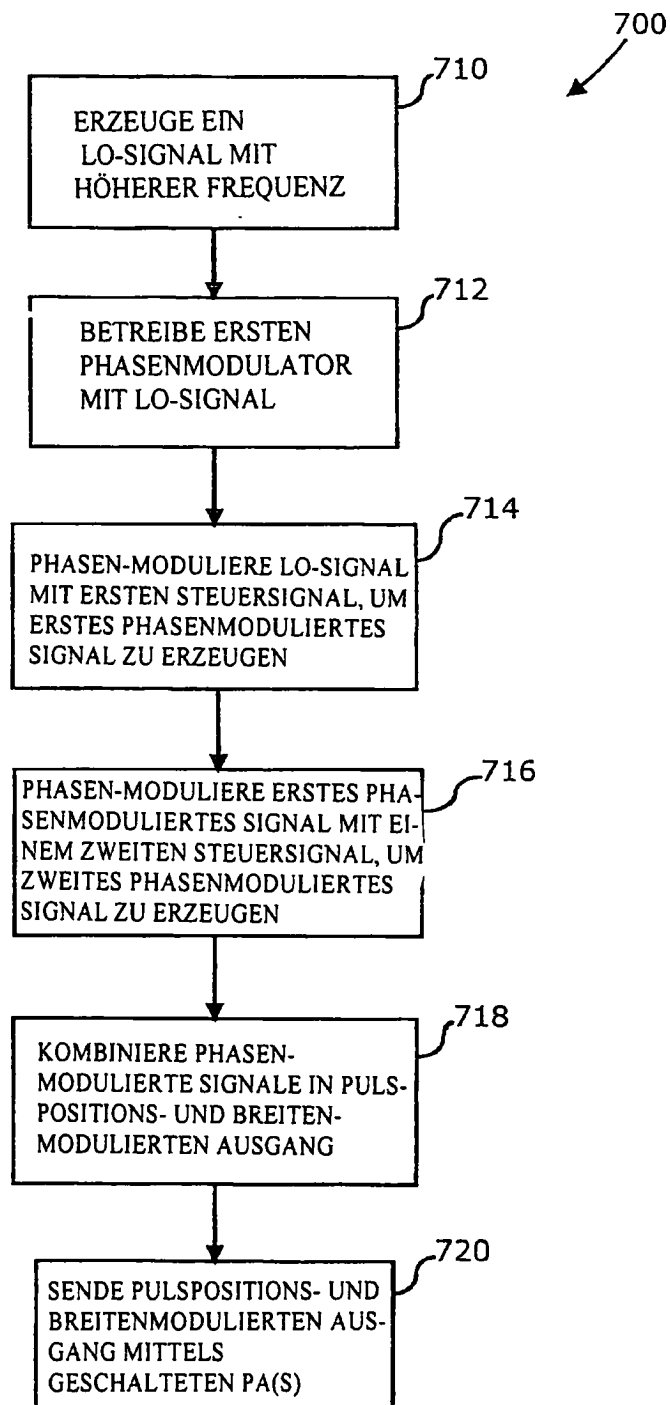 700
710
ERZEUGE EIN
LO-SIGNAL MIT
HÖHERER FREQUENZ
712
BETREIBE ERSTEN
PHASENMODULATOR
MIT LO-SIGNAL
714
PHASEN-MODULIERE LO-SIGNAL
MIT ERSTEN STEUERSIGNAL, UM
ERSTES PHASENMODULIERTES
SIGNAL ZU ERZEUGEN
716
PHASEN-MODULIERE ERSTES PHA-
SENMODULIERTES SIGNAL MIT EI-
NEM ZWEITEN STEUERSIGNAL, UM
ZWEITES PHASENMODULIERTES
SIGNAL ZU ERZEUGEN
718
KOMBINIERE PHASEN-
MODULIERTE SIGNALE IN PULS-
POSITIONS- UND BREITEN-
MODULIERTEN AUSGANG
720
SENDE PULSPOSITIONS- UND
BREITENMODULIERTEN AUS-
GANG MITTELS
GESCHALTETEN PA(S)